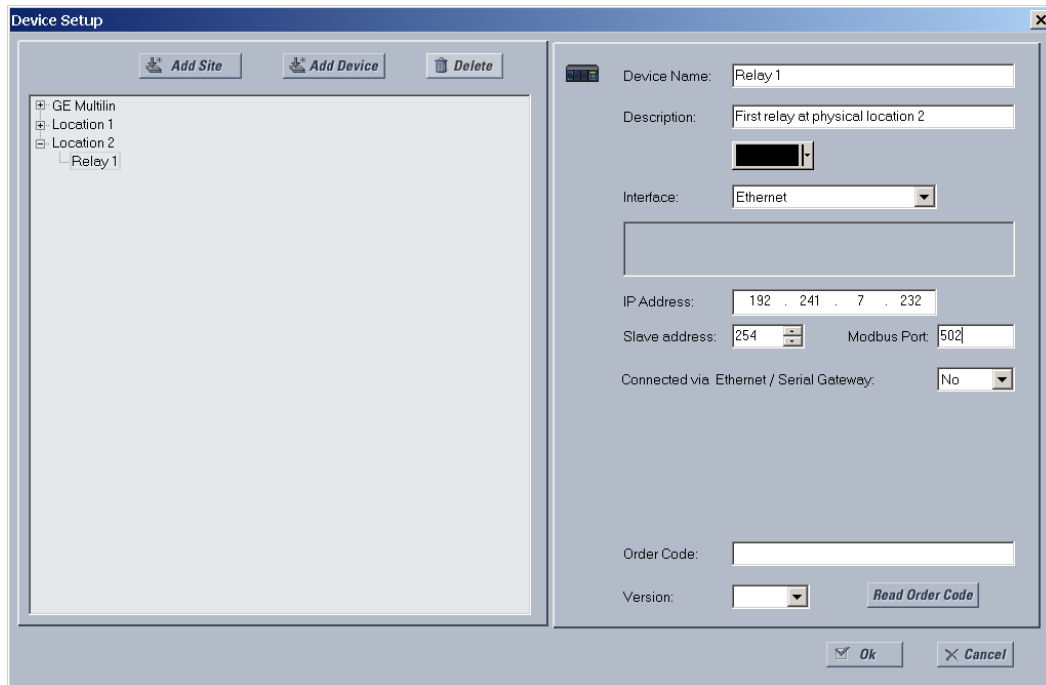 Device Setup
Add Site
Add Device
Delete
GE Multilin
Location 1
Location 2
Relay 1
Device Name: Relay 1
Description: First relay at physical location 2
Interface: Ethernet
IP Address: 192 . 241 . 7 . 232
Slave address: 254 Modbus Port: 502
Connected via Ethernet / Serial Gateway: No
Order Code:
Version: Read Order Code
Ok Cancel